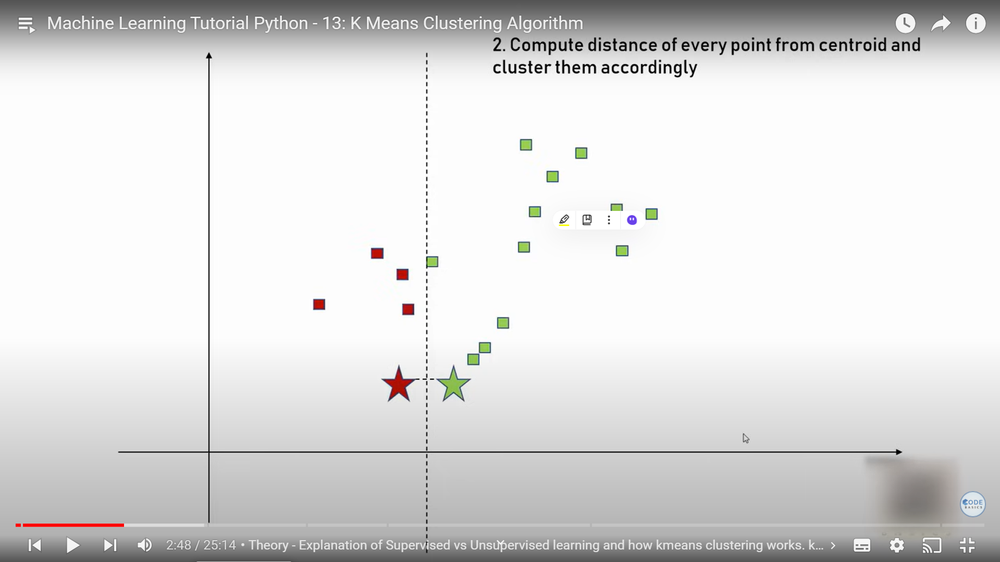 Machine Learning Tutorial Python - 13: K Means Clustering Algorithm
2. Compute distance of every point from centroid and
cluster them accordingly
CODE
BASICS
2:48 / 25:14 • Theory - Explanation of Supervised vs Unsupervised learning and how kmeans clustering works. k...